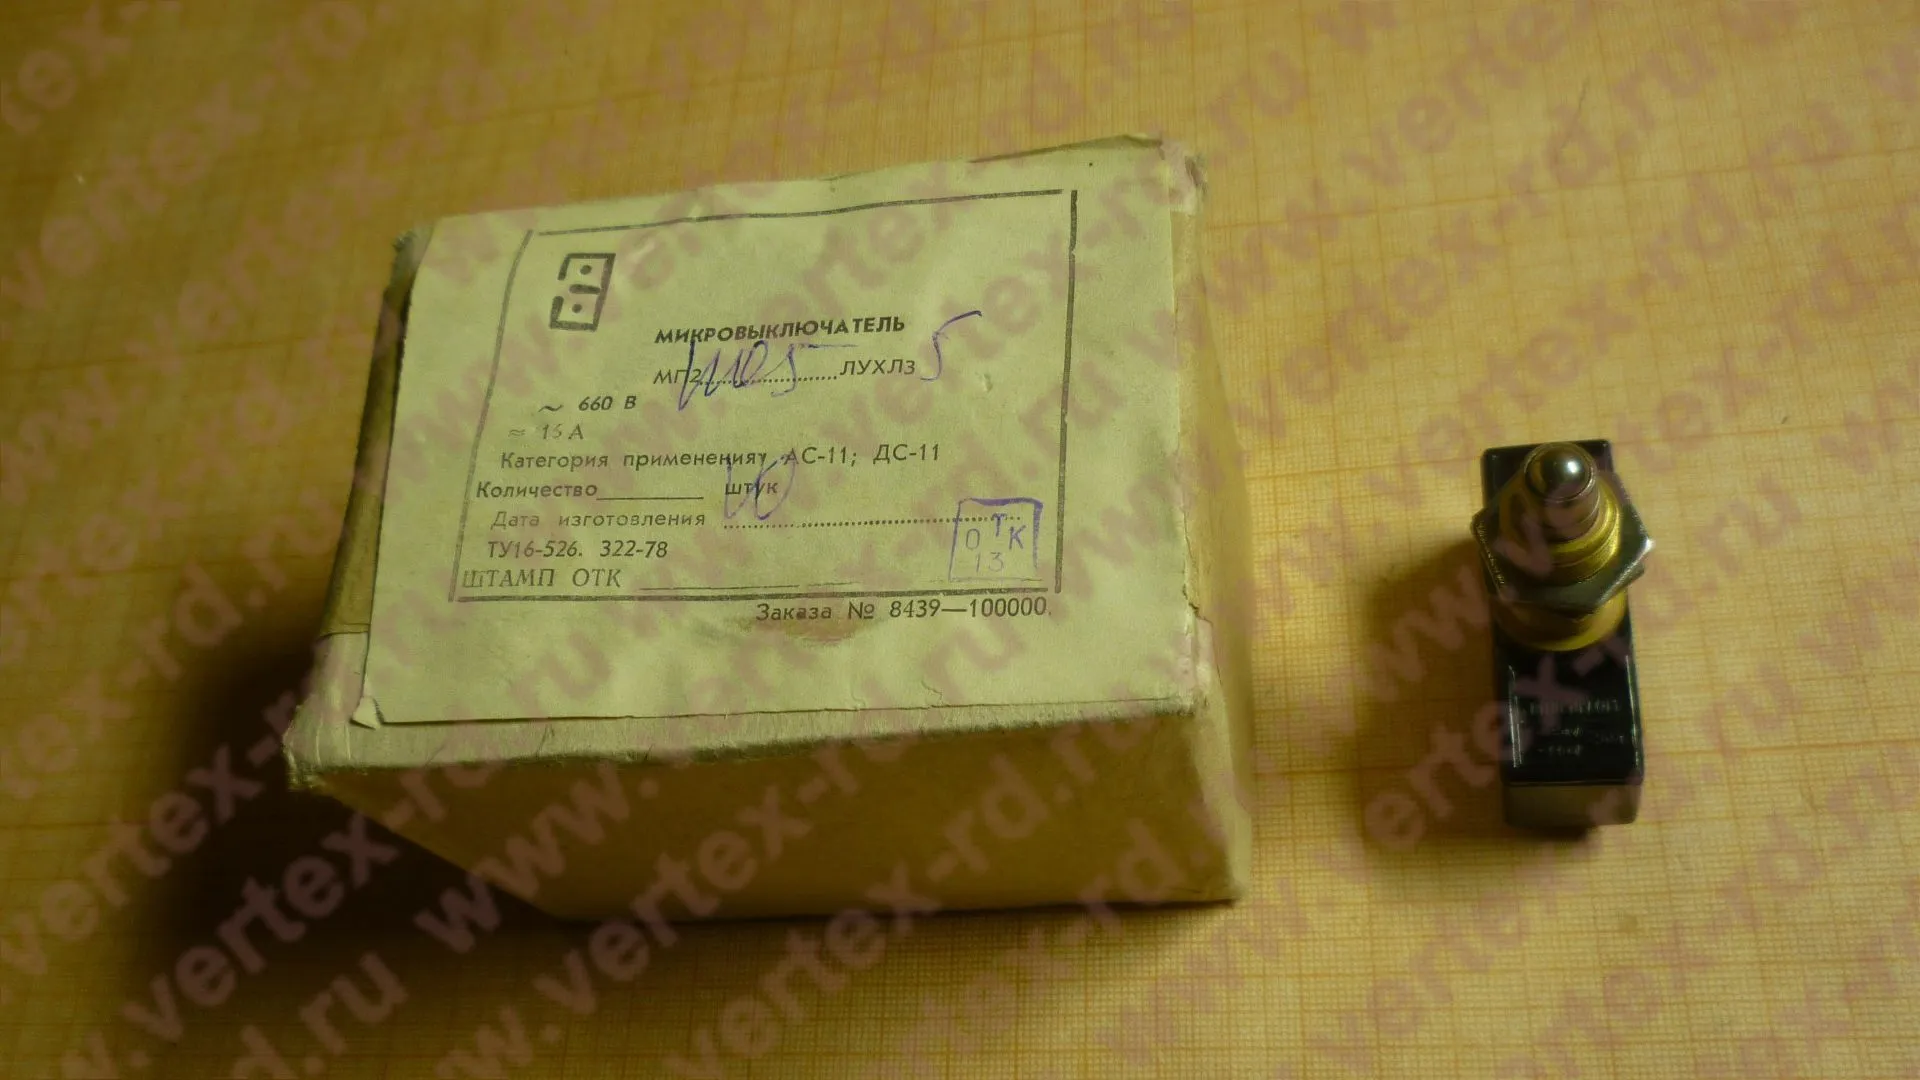 МИКРОВЫКЛЮЧАТЕЛЬ
МП2 1105 ЛУХЛ3 5
~ 660 В
≂ 16 А
Категория применения: АС-11; ДС-11
Количество 10 штук
Дата изготовления
ТУ16-526. 322-78
ШТАМП ОТК
ОТК
13
Заказа № 8439—100000.
www.vertex-rd.ru